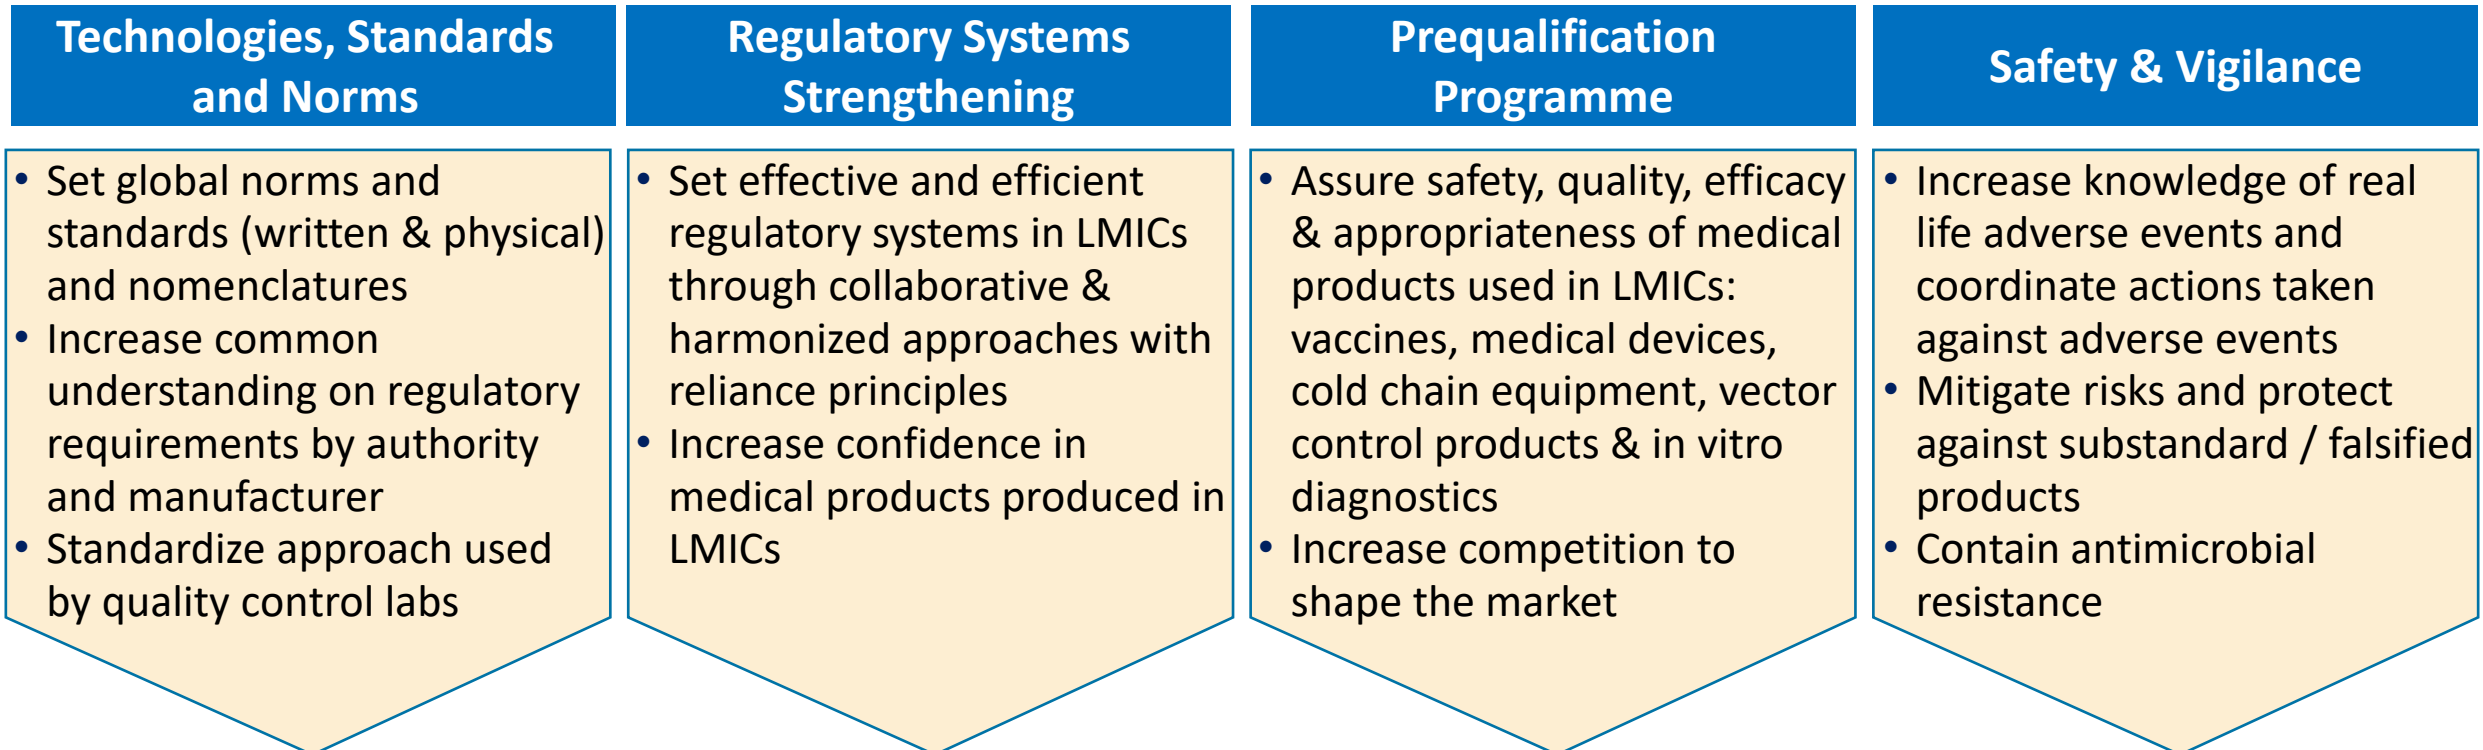 Technologies, Standards
and Norms
• Set global norms and
standards (written & physical)
and nomenclatures
• Increase common
understanding on regulatory
requirements by authority
and manufacturer
• Standardize approach used
by quality control labs
Regulatory Systems
Strengthening
• Set effective and efficient
regulatory systems in LMICs
through collaborative &
harmonized approaches with
reliance principles
• Increase confidence in
medical products produced in
LMICs
Prequalification
Programme
• Assure safety, quality, efficacy
& appropriateness of medical
products used in LMICs:
vaccines, medical devices,
cold chain equipment, vector
control products & in vitro
diagnostics
• Increase competition to
shape the market
Safety & Vigilance
• Increase knowledge of real
life adverse events and
coordinate actions taken
against adverse events
• Mitigate risks and protect
against substandard / falsified
products
• Contain antimicrobial
resistance